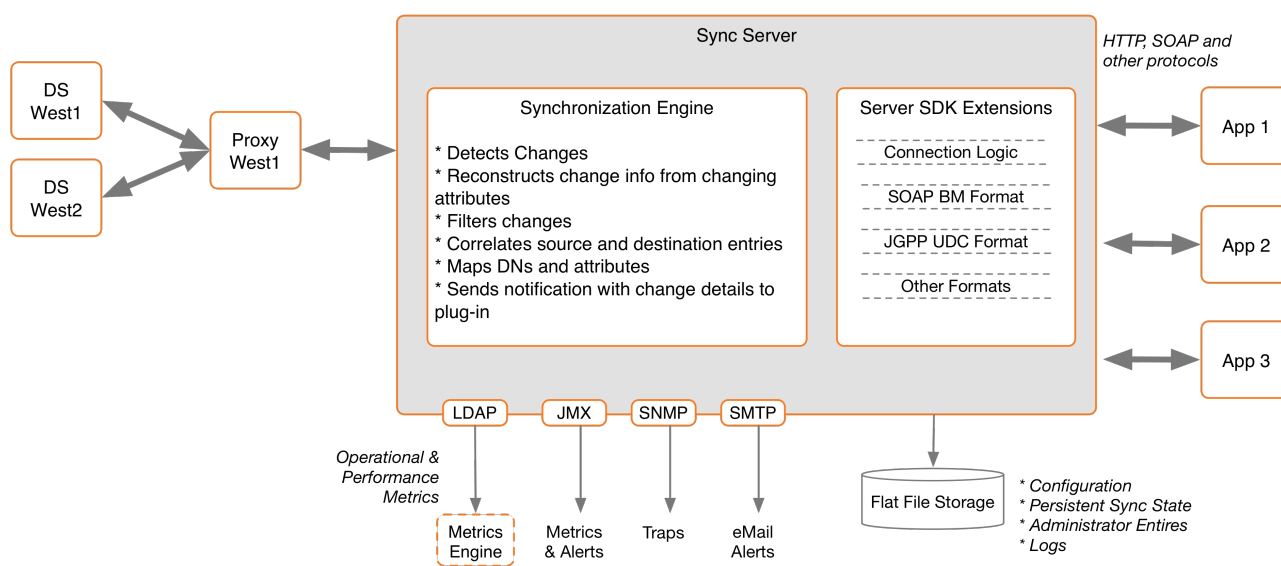 Sync Server
HTTP, SOAP and
other protocols
DS
West1
DS
West2
Proxy
West1
Synchronization Engine
* Detects Changes
* Reconstructs change info from changing
attributes
* Filters changes
* Correlates source and destination entries
* Maps DNs and attributes
* Sends notification with change details to
plug-in
Server SDK Extensions
Connection Logic
SOAP BM Format
JGPP UDC Format
Other Formats
App 1
App 2
App 3
LDAP
JMX
SNMP
SMTP
Operational &
Performance
Metrics
Metrics
Engine
Metrics
& Alerts
Traps
eMail
Alerts
Flat File Storage
* Configuration
* Persistent Sync State
* Administrator Entires
* Logs